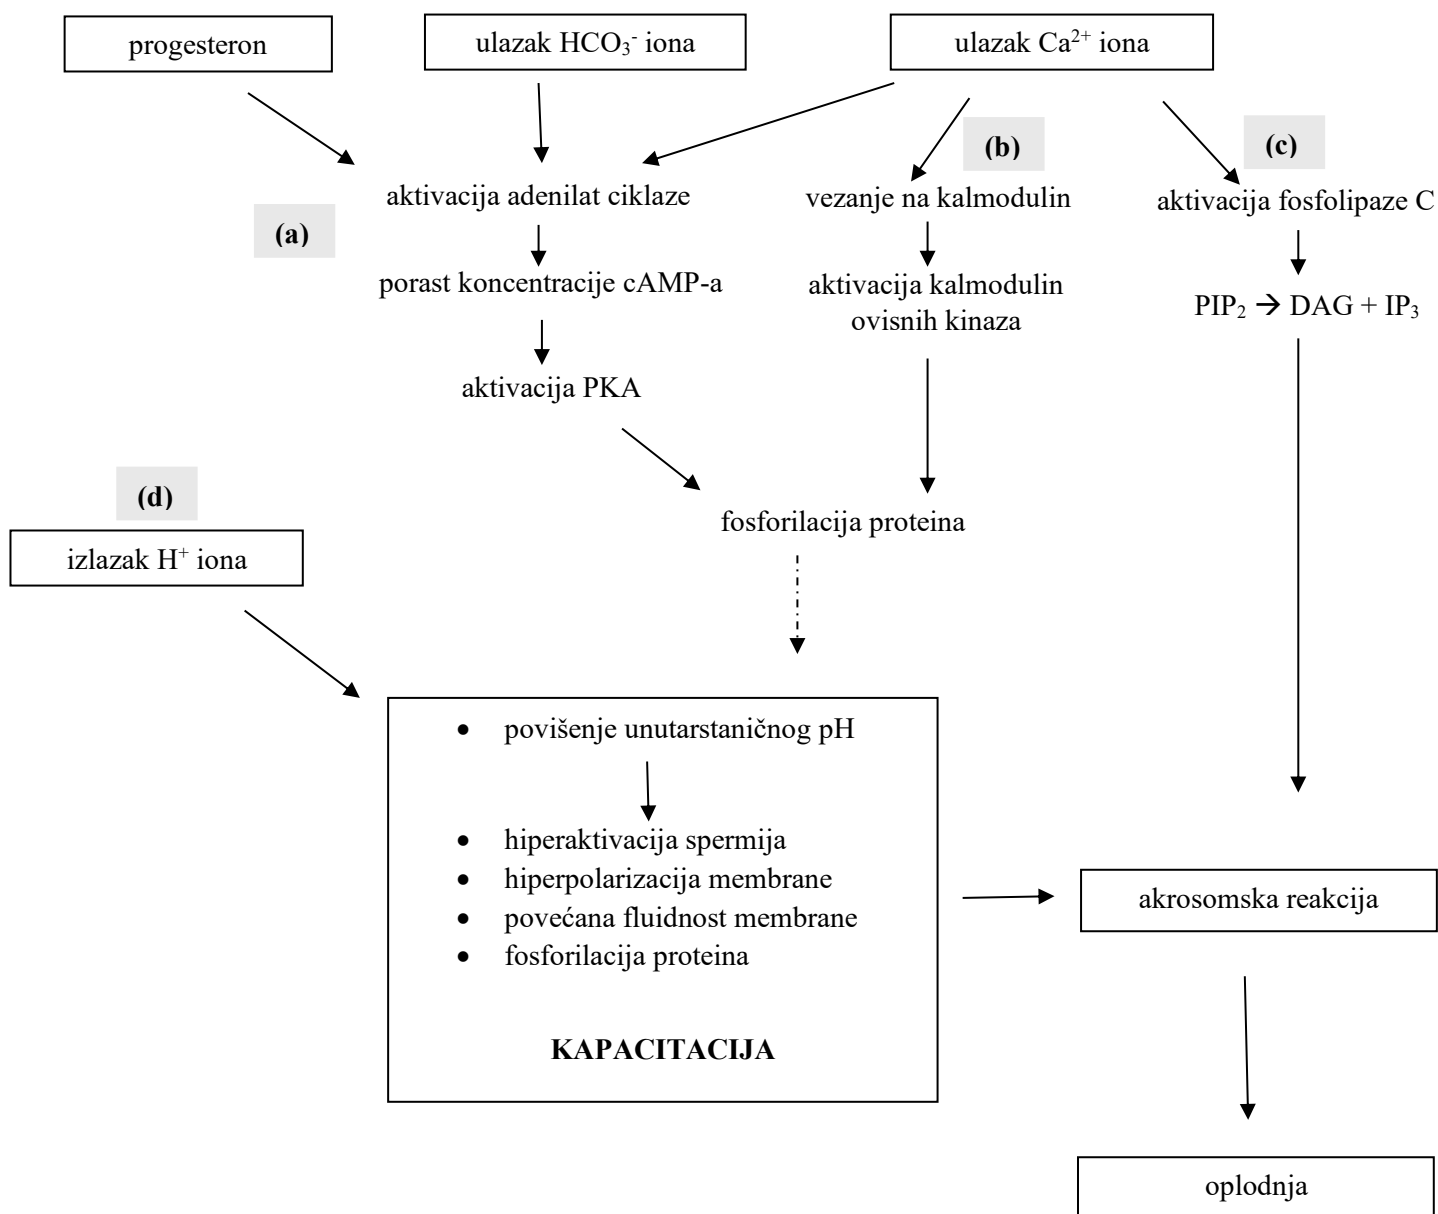 progesteron
ulazak HCO₃⁻ iona
ulazak Ca²⁺ iona
(b)
(c)
aktivacija adenilat ciklaze
vezanje na kalmodulin
aktivacija fosfolipaze C
(a)
porast koncentracije cAMP-a
aktivacija kalmodulin
ovisnih kinaza
PIP₂ → DAG + IP₃
aktivacija PKA
(d)
fosforilacija proteina
izlazak H⁺ iona
• povišenje unutarstaničnog pH
• hiperaktivacija spermija
• hiperpolarizacija membrane
• povećana fluidnost membrane
• fosforilacija proteina
akrosomska reakcija
KAPACITACIJA
oplodnja